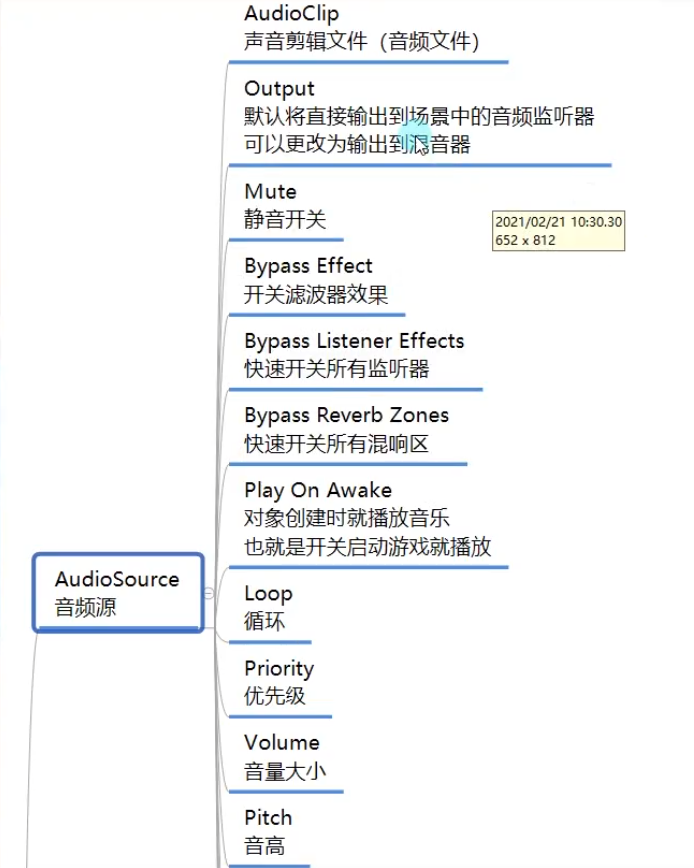 AudioClip
声音剪辑文件（音频文件）
Output
默认将直接输出到场景中的音频监听器
可以更改为输出到混音器
Mute
静音开关
2021/02/21 10:30.30
652 x 812
Bypass Effect
开关滤波器效果
Bypass Listener Effects
快速开关所有监听器
Bypass Reverb Zones
快速开关所有混响区
Play On Awake
对象创建时就播放音乐
也就是开关启动游戏就播放
AudioSource
音频源
Loop
循环
Priority
优先级
Volume
音量大小
Pitch
音高